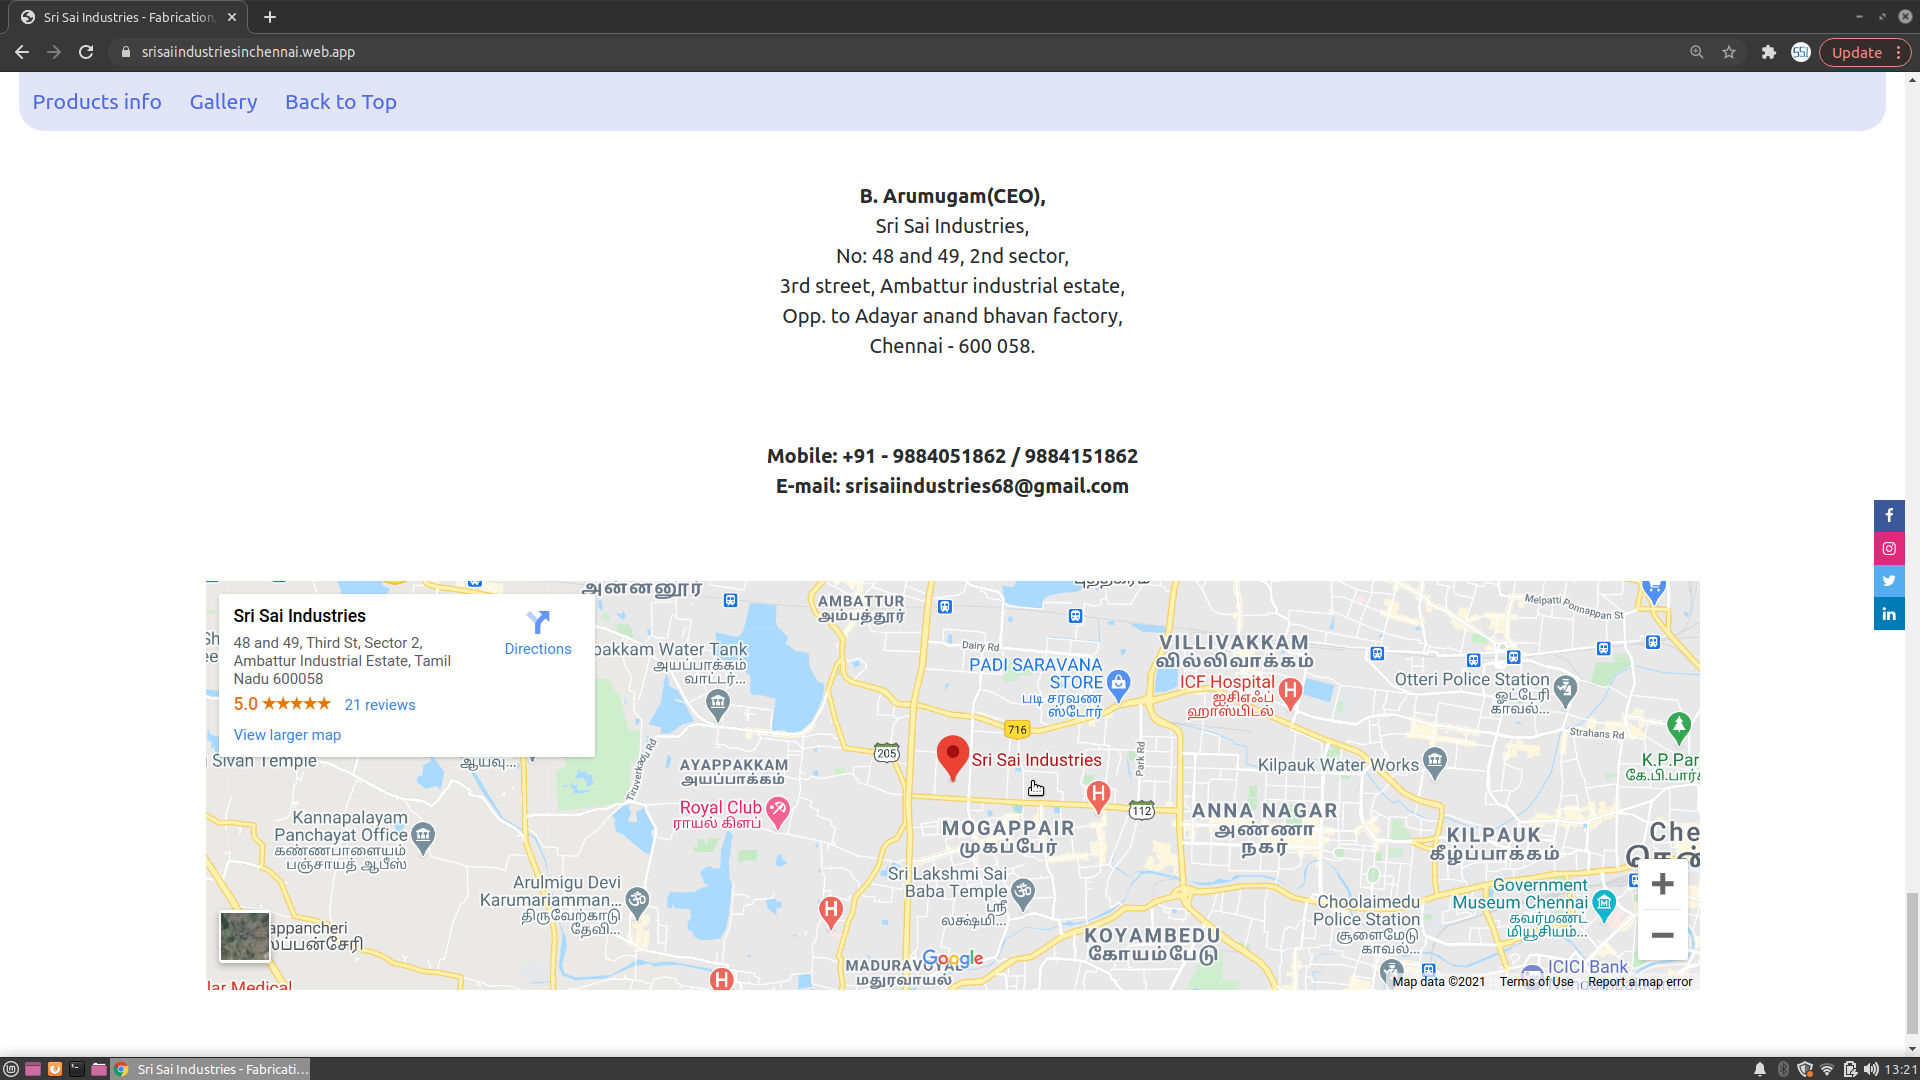 Sri Sai Industries - Fabrication,
srisaiindustriesinchennai.web.app
SSI
Update
Products info Gallery Back to Top
B. Arumugam(CEO),
Sri Sai Industries,
No: 48 and 49, 2nd sector,
3rd street, Ambattur industrial estate,
Opp. to Adayar anand bhavan factory,
Chennai - 600 058.
Mobile: +91 - 9884051862 / 9884151862
E-mail: srisaiindustries68@gmail.com
Sri Sai Industries
48 and 49, Third St, Sector 2,
Ambattur Industrial Estate, Tamil
Nadu 600058
5.0 ★★★★★ 21 reviews
View larger map
Directions
அன்னனூர்
AMBATTUR
அம்பத்தூர்
Melpatti Ponnappan St
Dairy Rd
VILLIVAKKAM
வில்லிவாக்கம்
pakkam Water Tank
அயப்பாக்கம்
வாட்டர்...
PADI SARAVANA
STORE
படி சரவண
ஸ்டோர்
ICF Hospital
ஐசிஎஃப்
ஹாஸ்பிடல்
Otteri Police Station
ஓட்டேரி
காவல்...
716
205
Sri Sai Industries
Park Rd
Strahans Rd
K.P.Par
கே.பி.பார்
Sivan Temple
ஆயவு...
Tiruverkadu Rd
AYAPPAKKAM
அயப்பாக்கம்
Kilpauk Water Works
Royal Club
ராயல் கிளப்
112
Kannapalayam
Panchayat Office
கண்ணபாளையம்
பஞ்சாயத் ஆபீஸ்
MOGAPPAIR
முகப்பேர்
ANNA NAGAR
அண்ணா
நகர்
KILPAUK
கீழ்ப்பாக்கம்
Che
Arulmigu Devi
Karumariamman...
திருவேற்காடு
தேவி...
Sri Lakshmi Sai
Baba Temple
ஸ்ரீ
லக்ஷ்மி...
Government
Museum Chennai
கவர்மண்ட்
மியூசியம்...
Choolaimedu
Police Station
சூளைமேடு
காவல்...
appancheri
ப்பன்சேரி
KOYAMBEDU
கோயம்பேடு
MADURAVOYAL
மதுரவாயல்
Google
ICICI Bank
lar Medical
Map data ©2021 Terms of Use Report a map error
Sri Sai Industries - Fabricati...
13:21